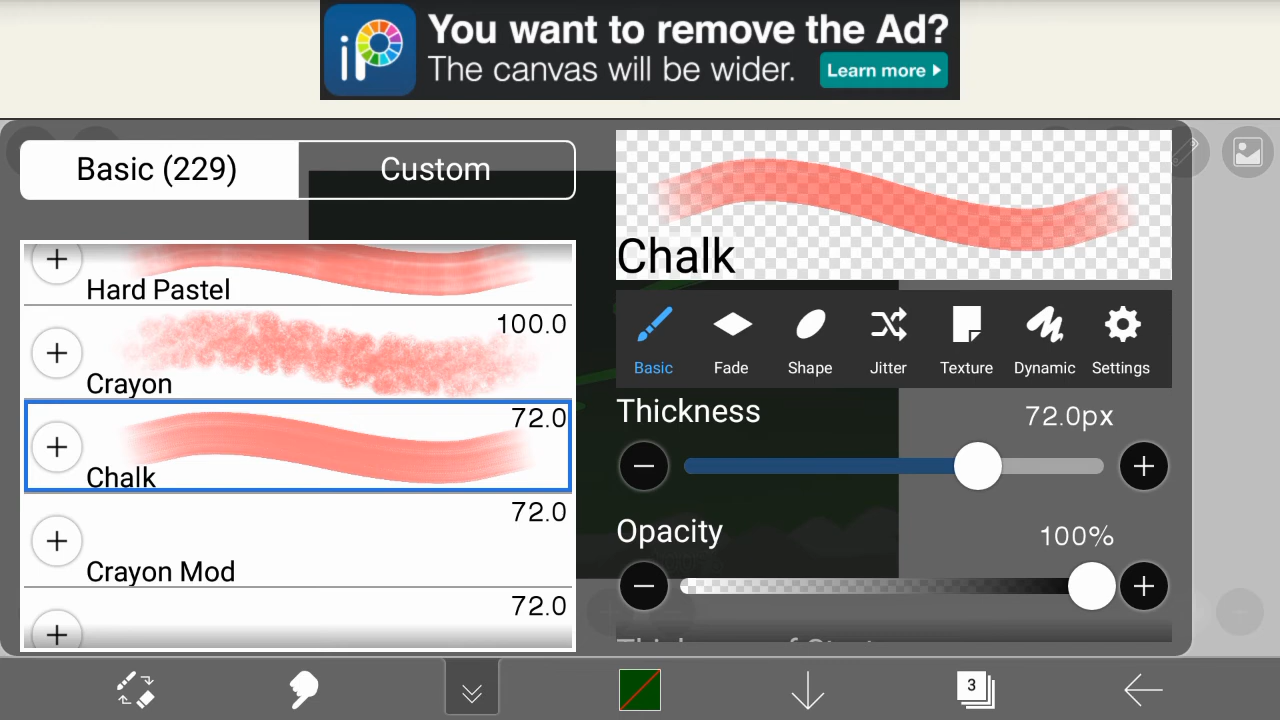 iP
You want to remove the Ad?
The canvas will be wider.
Learn more
Basic (229)
Custom
Hard Pastel
100.0
Crayon
72.0
Chalk
72.0
Crayon Mod
72.0
Chalk
Basic
Fade
Shape
Jitter
Texture
Dynamic
Settings
Thickness
72.0px
Opacity
100%
3